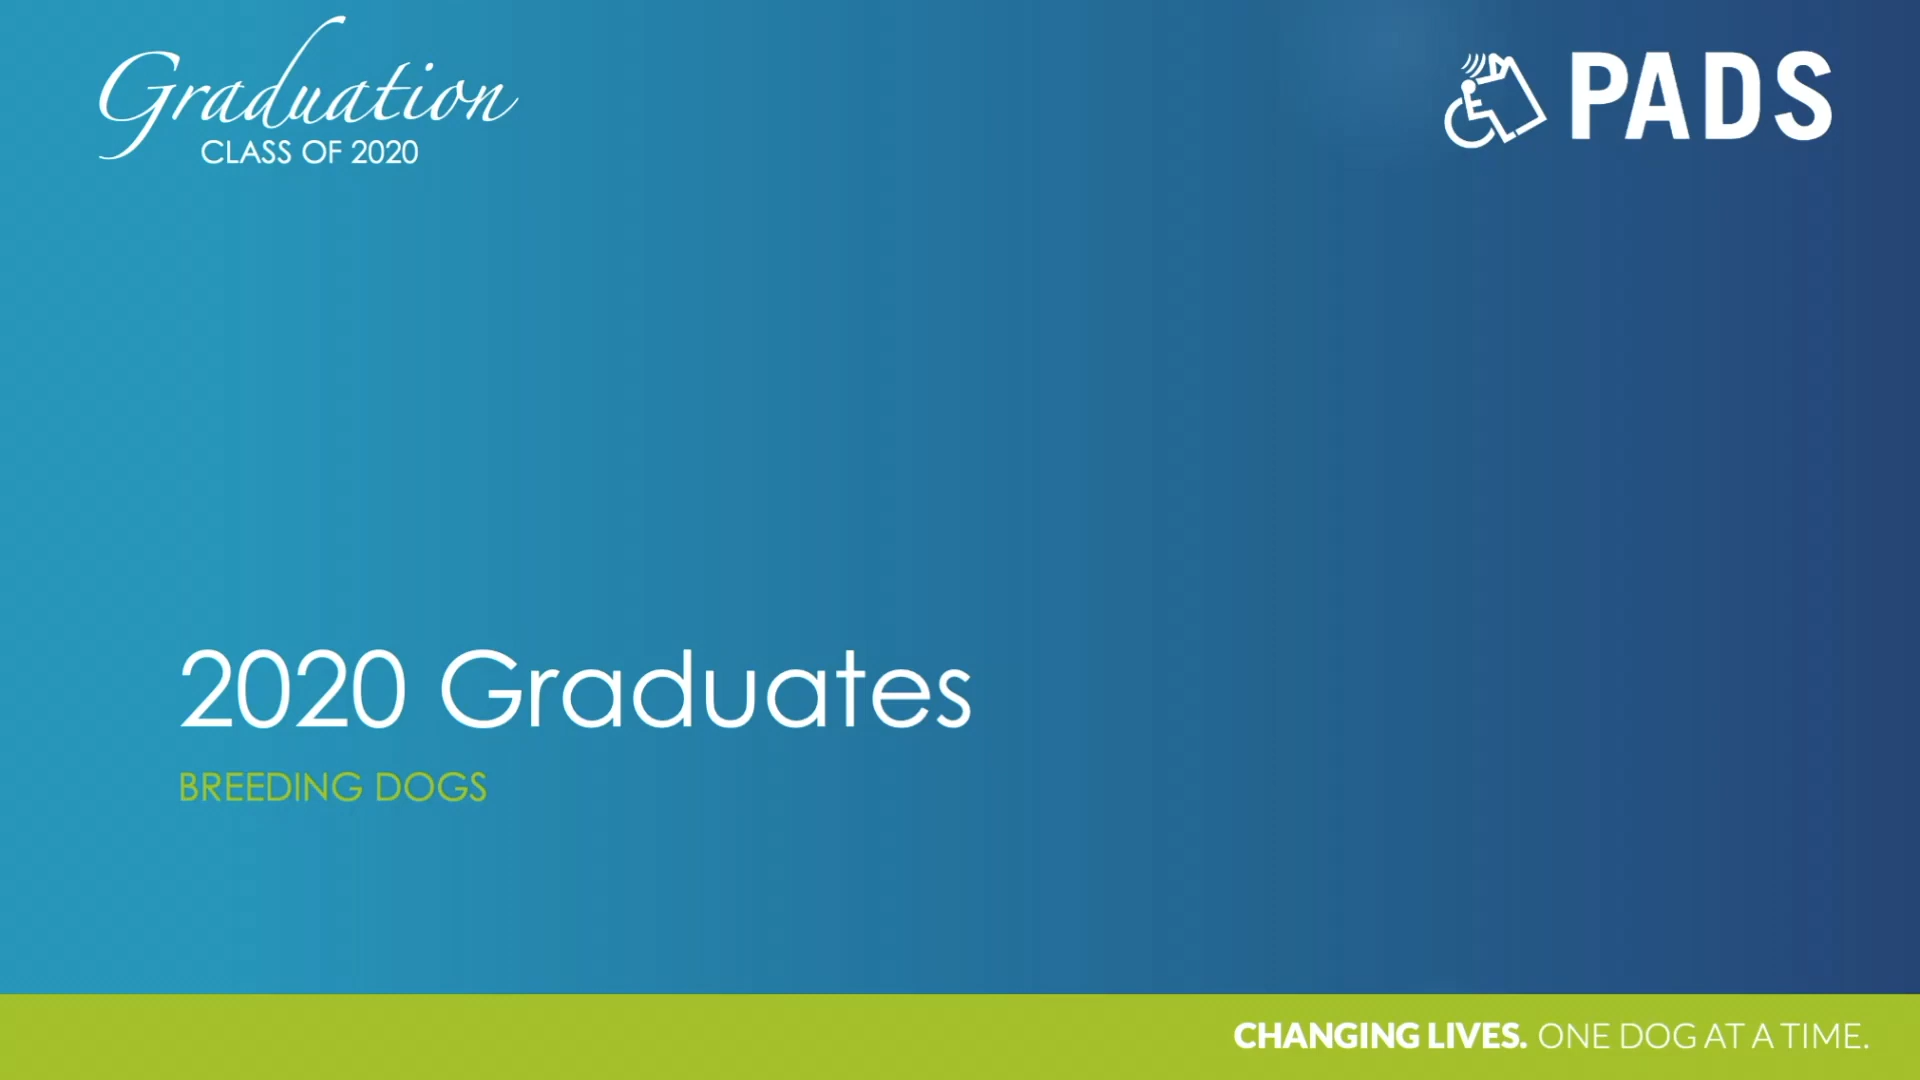 Graduation
CLASS OF 2020
PADS
2020 Graduates
BREEDING DOGS
CHANGING LIVES. ONE DOG AT A TIME.